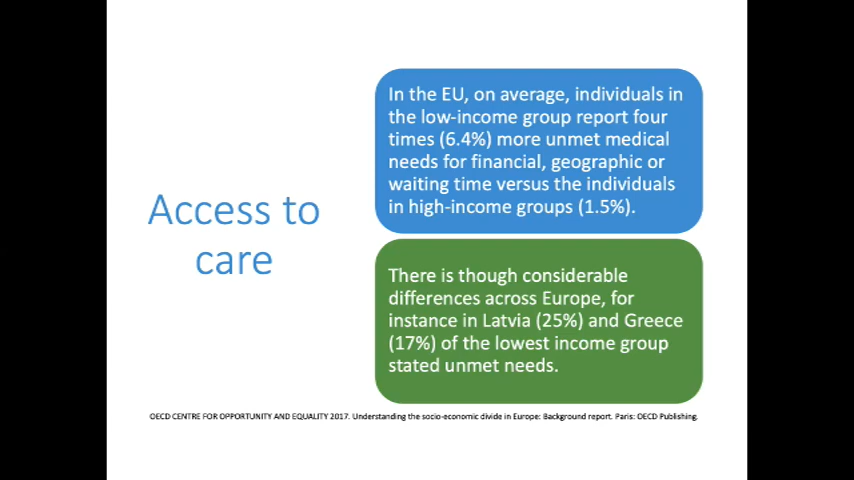 Access to
care
In the EU, on average, individuals in
the low-income group report four
times (6.4%) more unmet medical
needs for financial, geographic or
waiting time versus the individuals
in high-income groups (1.5%).
There is though considerable
differences across Europe, for
instance in Latvia (25%) and Greece
(17%) of the lowest income group
stated unmet needs.
OECD CENTRE FOR OPPORTUNITY AND EQUALITY 2017. Understanding the socio-economic divide in Europe: Background report. Paris: OECD Publishing.